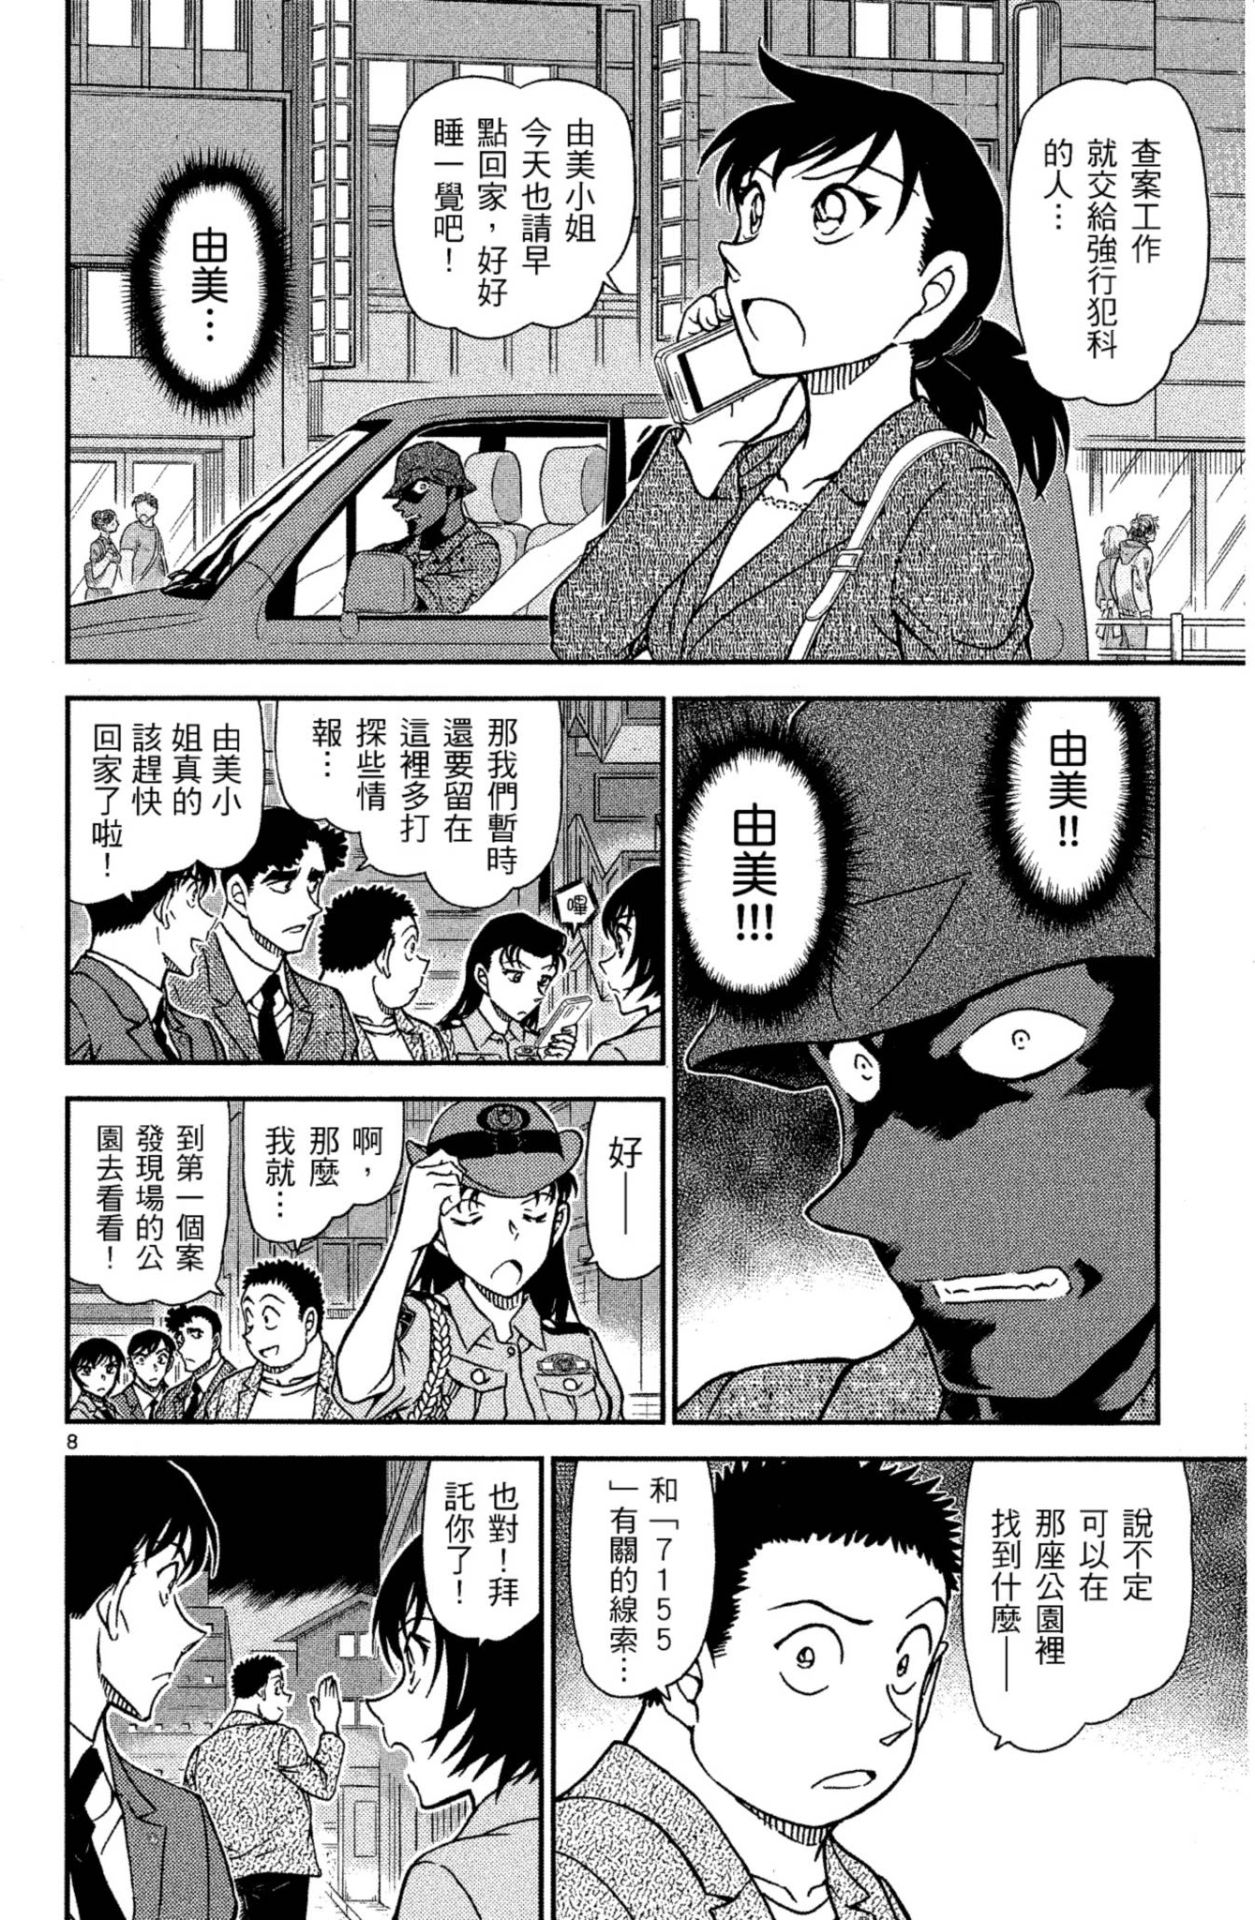 查案工作
就交給強行犯科
的人…
由美小姐
今天也請早
點回家，好好
睡一覺吧！
由美…
由美!!
由美!!!
那我們暫時
還要留在
這裡多打
探些情
報…
嗶
由美小
姐真的
該趕快
回家了啦！
好——
啊，
那麼
我就…
到第一個案
發現場的公
園去看看！
8
說不定
可以在
那座公園裡
找到什麼——
和「7155
」有關的線索…
也對！拜
託你了！